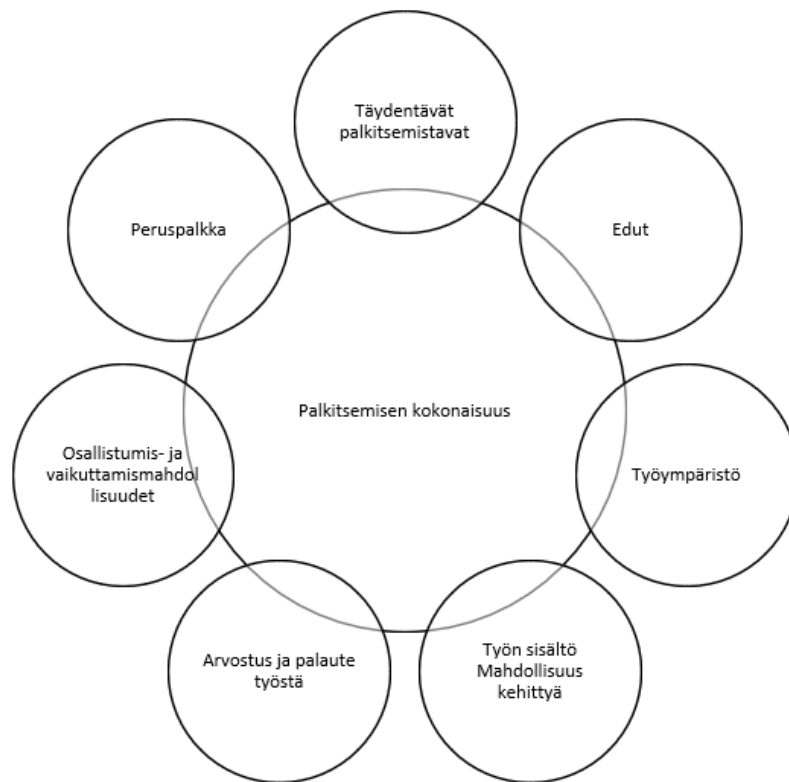 Täydentävät
palkitsemistavat
Peruspalkka
Edut
Palkitsemisen kokonaisuus
Osallistumis- ja
vaikuttamismahdol
lisuudet
Työympäristö
Arvostus ja palaute
työstä
Työn sisältö
Mahdollisuus
kehittyä